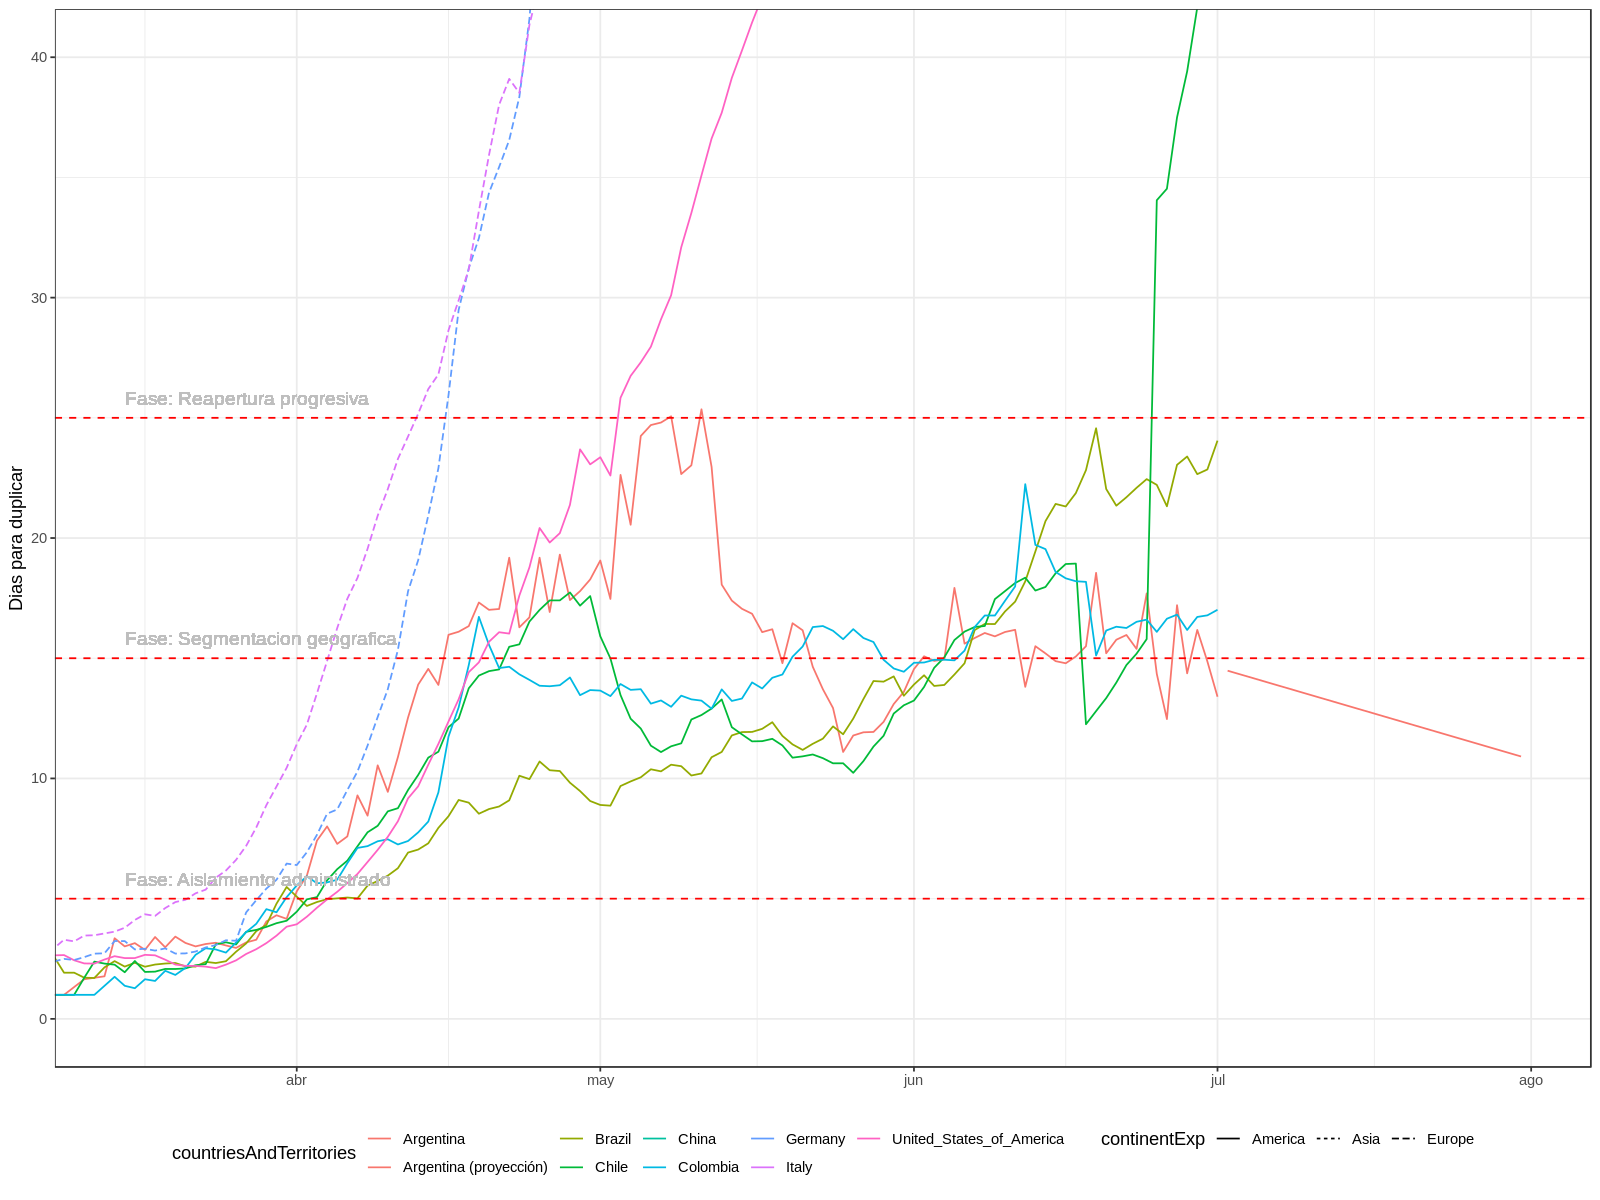 40
30
20
10
0
Dias para duplicar
Fase: Reapertura progresiva
Fase: Segmentacion geografica
Fase: Aislamiento administrado
abr may jun jul ago
countriesAndTerritories
Argentina Brazil China Germany United_States_of_America
Argentina (proyección) Chile Colombia Italy
continentExp America Asia Europe